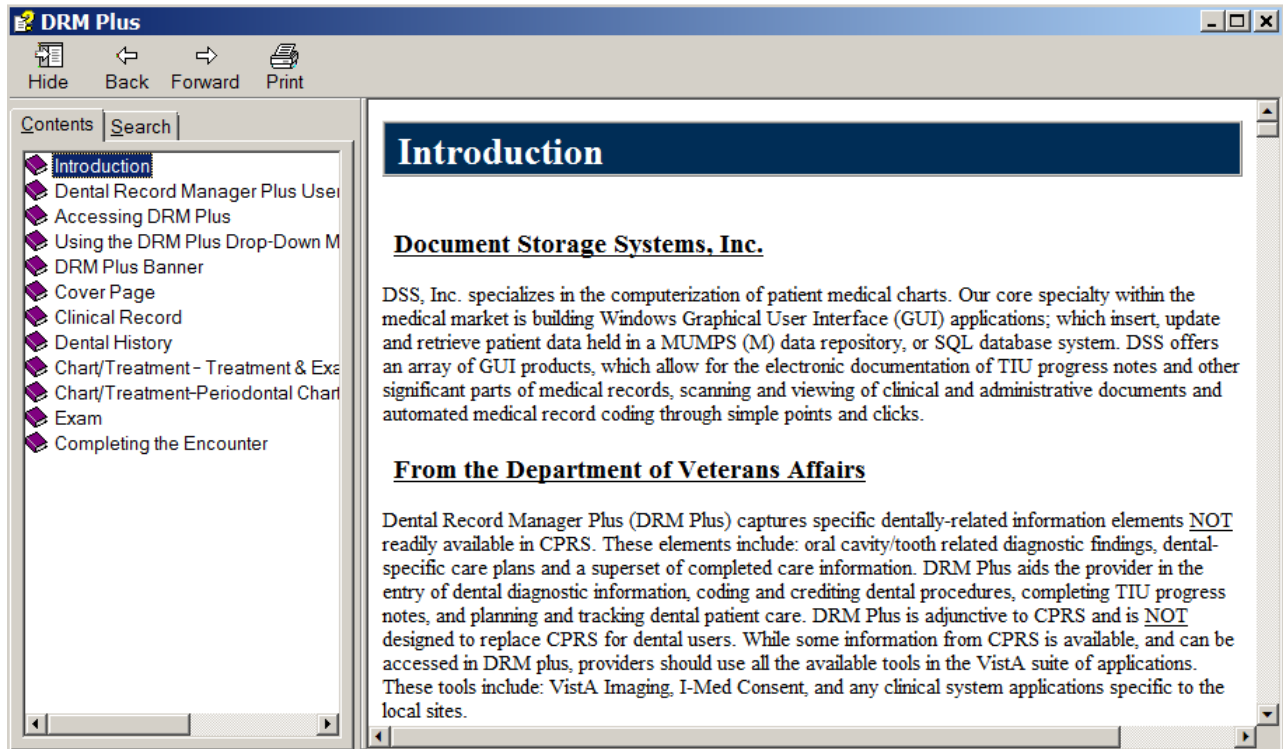 DRM Plus
Hide Back Forward Print
Contents Search
Introduction
Dental Record Manager Plus User
Accessing DRM Plus
Using the DRM Plus Drop-Down M
DRM Plus Banner
Cover Page
Clinical Record
Dental History
Chart/Treatment - Treatment & Exa
Chart/Treatment-Periodontal Chart
Exam
Completing the Encounter
Introduction
Document Storage Systems, Inc.
DSS, Inc. specializes in the computerization of patient medical charts. Our core specialty within the
medical market is building Windows Graphical User Interface (GUI) applications; which insert, update
and retrieve patient data held in a MUMPS (M) data repository, or SQL database system. DSS offers
an array of GUI products, which allow for the electronic documentation of TIU progress notes and other
significant parts of medical records, scanning and viewing of clinical and administrative documents and
automated medical record coding through simple points and clicks.
From the Department of Veterans Affairs
Dental Record Manager Plus (DRM Plus) captures specific dentally-related information elements NOT
readily available in CPRS. These elements include: oral cavity/tooth related diagnostic findings, dental-
specific care plans and a superset of completed care information. DRM Plus aids the provider in the
entry of dental diagnostic information, coding and crediting dental procedures, completing TIU progress
notes, and planning and tracking dental patient care. DRM Plus is adjunctive to CPRS and is NOT
designed to replace CPRS for dental users. While some information from CPRS is available, and can be
accessed in DRM plus, providers should use all the available tools in the VistA suite of applications.
These tools include: VistA Imaging, I-Med Consent, and any clinical system applications specific to the
local sites.